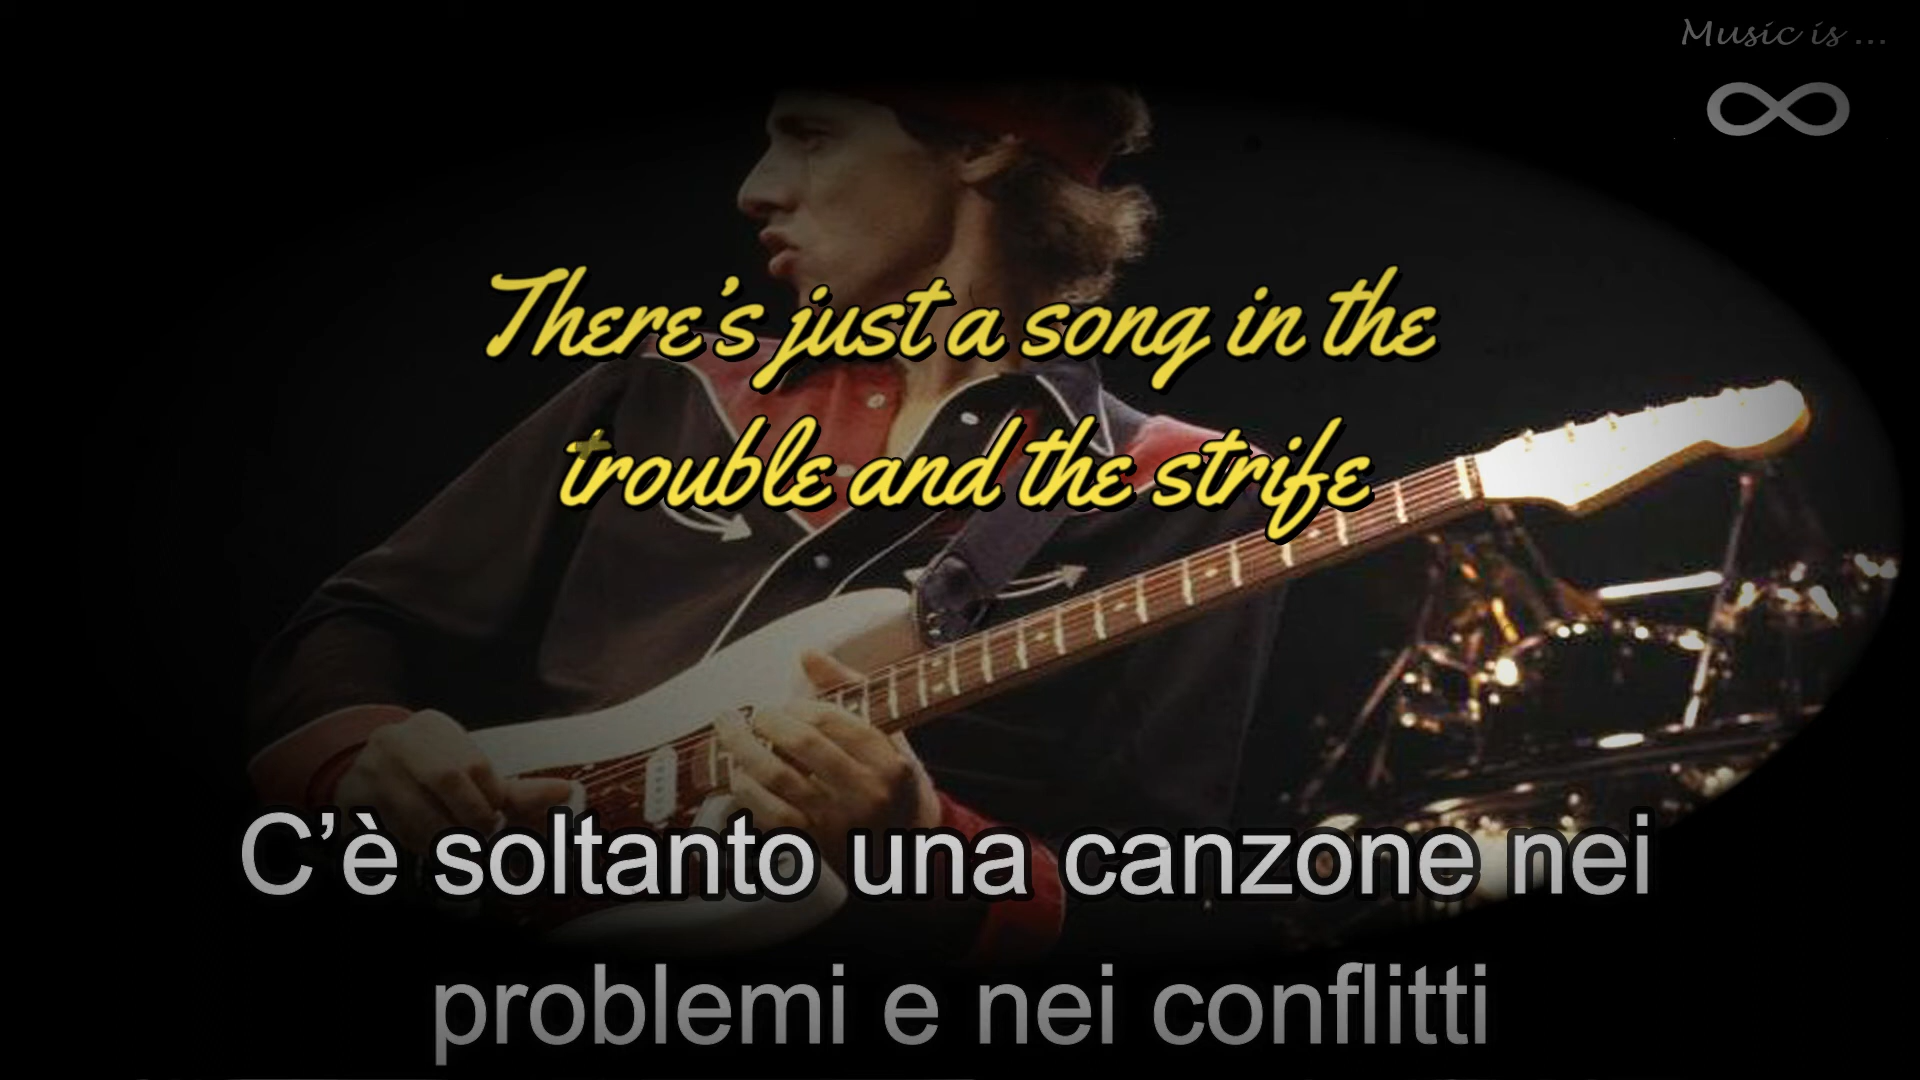 Music is ...
There's just a song in the
trouble and the strife
C'è soltanto una canzone nei
problemi e nei conflitti